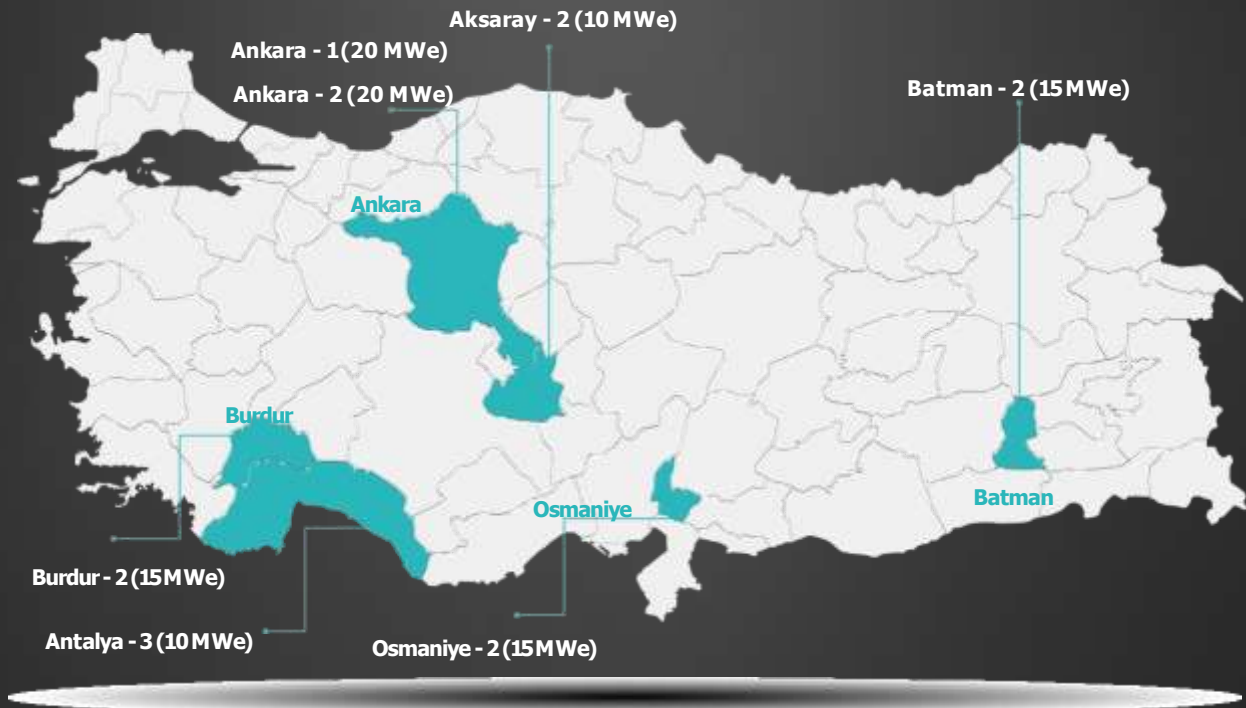 Aksaray - 2 (10 MWe)
Ankara - 1 (20 MWe)
Ankara - 2 (20 MWe)
Batman - 2 (15 MWe)
Ankara
Burdur
Batman
Osmaniye
Burdur - 2 (15 MWe)
Antalya - 3 (10 MWe)
Osmaniye - 2 (15 MWe)